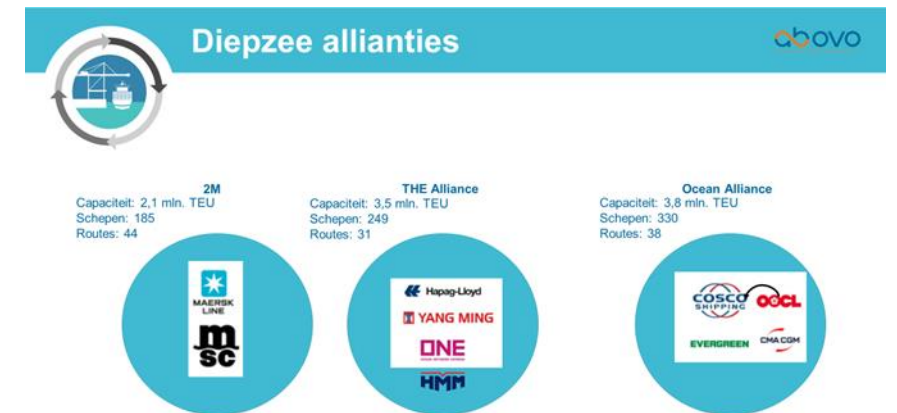 Diepzee allianties
abovo
2M
Capaciteit: 2,1 mln. TEU
Schepen: 185
Routes: 44
THE Alliance
Capaciteit: 3,5 mln. TEU
Schepen: 249
Routes: 31
Ocean Alliance
Capaciteit: 3,8 mln. TEU
Schepen: 330
Routes: 38
MAERSK
LINE
m
sc
Hapag-Lloyd
YANG MING
ONE
HMM
COSCO
SHIPPING
OOCL
EVERGREEN
CMA CGM